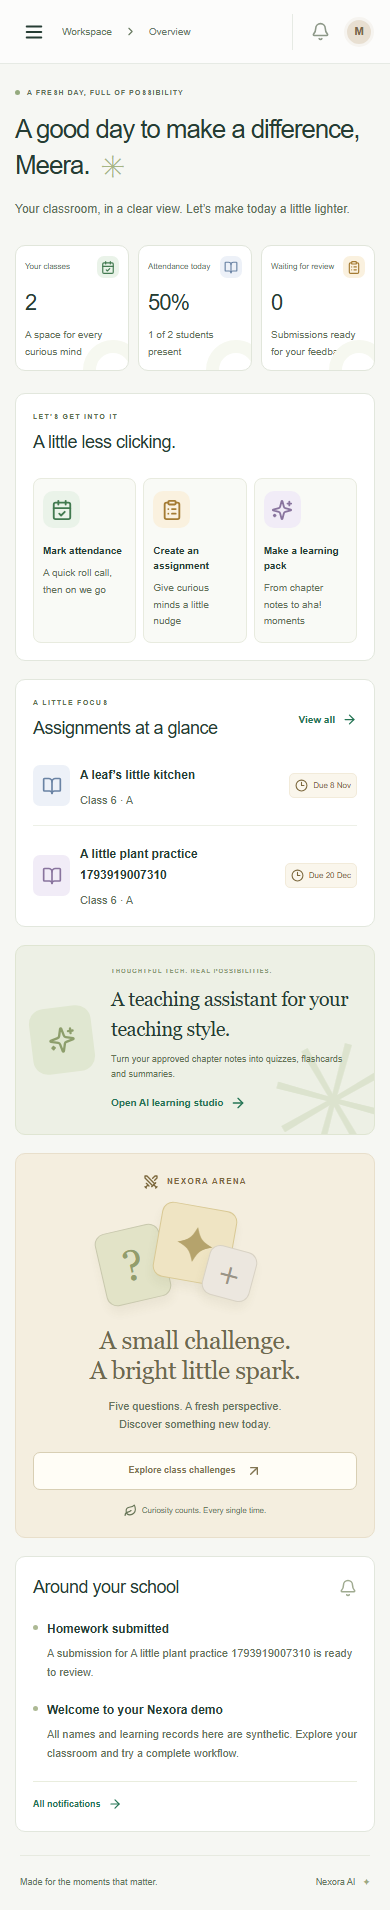 Workspace > Overview
M
A FRESH DAY, FULL OF POSSIBILITY
A good day to make a difference,
Meera.
Your classroom, in a clear view. Let's make today a little lighter.
Your classes
2
A space for every
curious mind
Attendance today
50%
1 of 2 students
present
Waiting for review
0
Submissions ready
for your feedba
LET'S GET INTO IT
A little less clicking.
Mark attendance
A quick roll call,
then on we go
Create an
assignment
Give curious
minds a little
nudge
Make a learning
pack
From chapter
notes to aha!
moments
A LITTLE FOCUS
Assignments at a glance
View all
A leaf's little kitchen
Class 6 · A
Due 8 Nov
A little plant practice
1793919007310
Class 6 · A
Due 20 Dec
THOUGHTFUL TECH. REAL POSSIBILITIES.
A teaching assistant for your
teaching style.
Turn your approved chapter notes into quizzes, flashcards
and summaries.
Open AI learning studio
NEXORA ARENA
?
+
A small challenge.
A bright little spark.
Five questions. A fresh perspective.
Discover something new today.
Explore class challenges
Curiosity counts. Every single time.
Around your school
Homework submitted
A submission for A little plant practice 1793919007310 is ready
to review.
Welcome to your Nexora demo
All names and learning records here are synthetic. Explore your
classroom and try a complete workflow.
All notifications
Made for the moments that matter.
Nexora AI